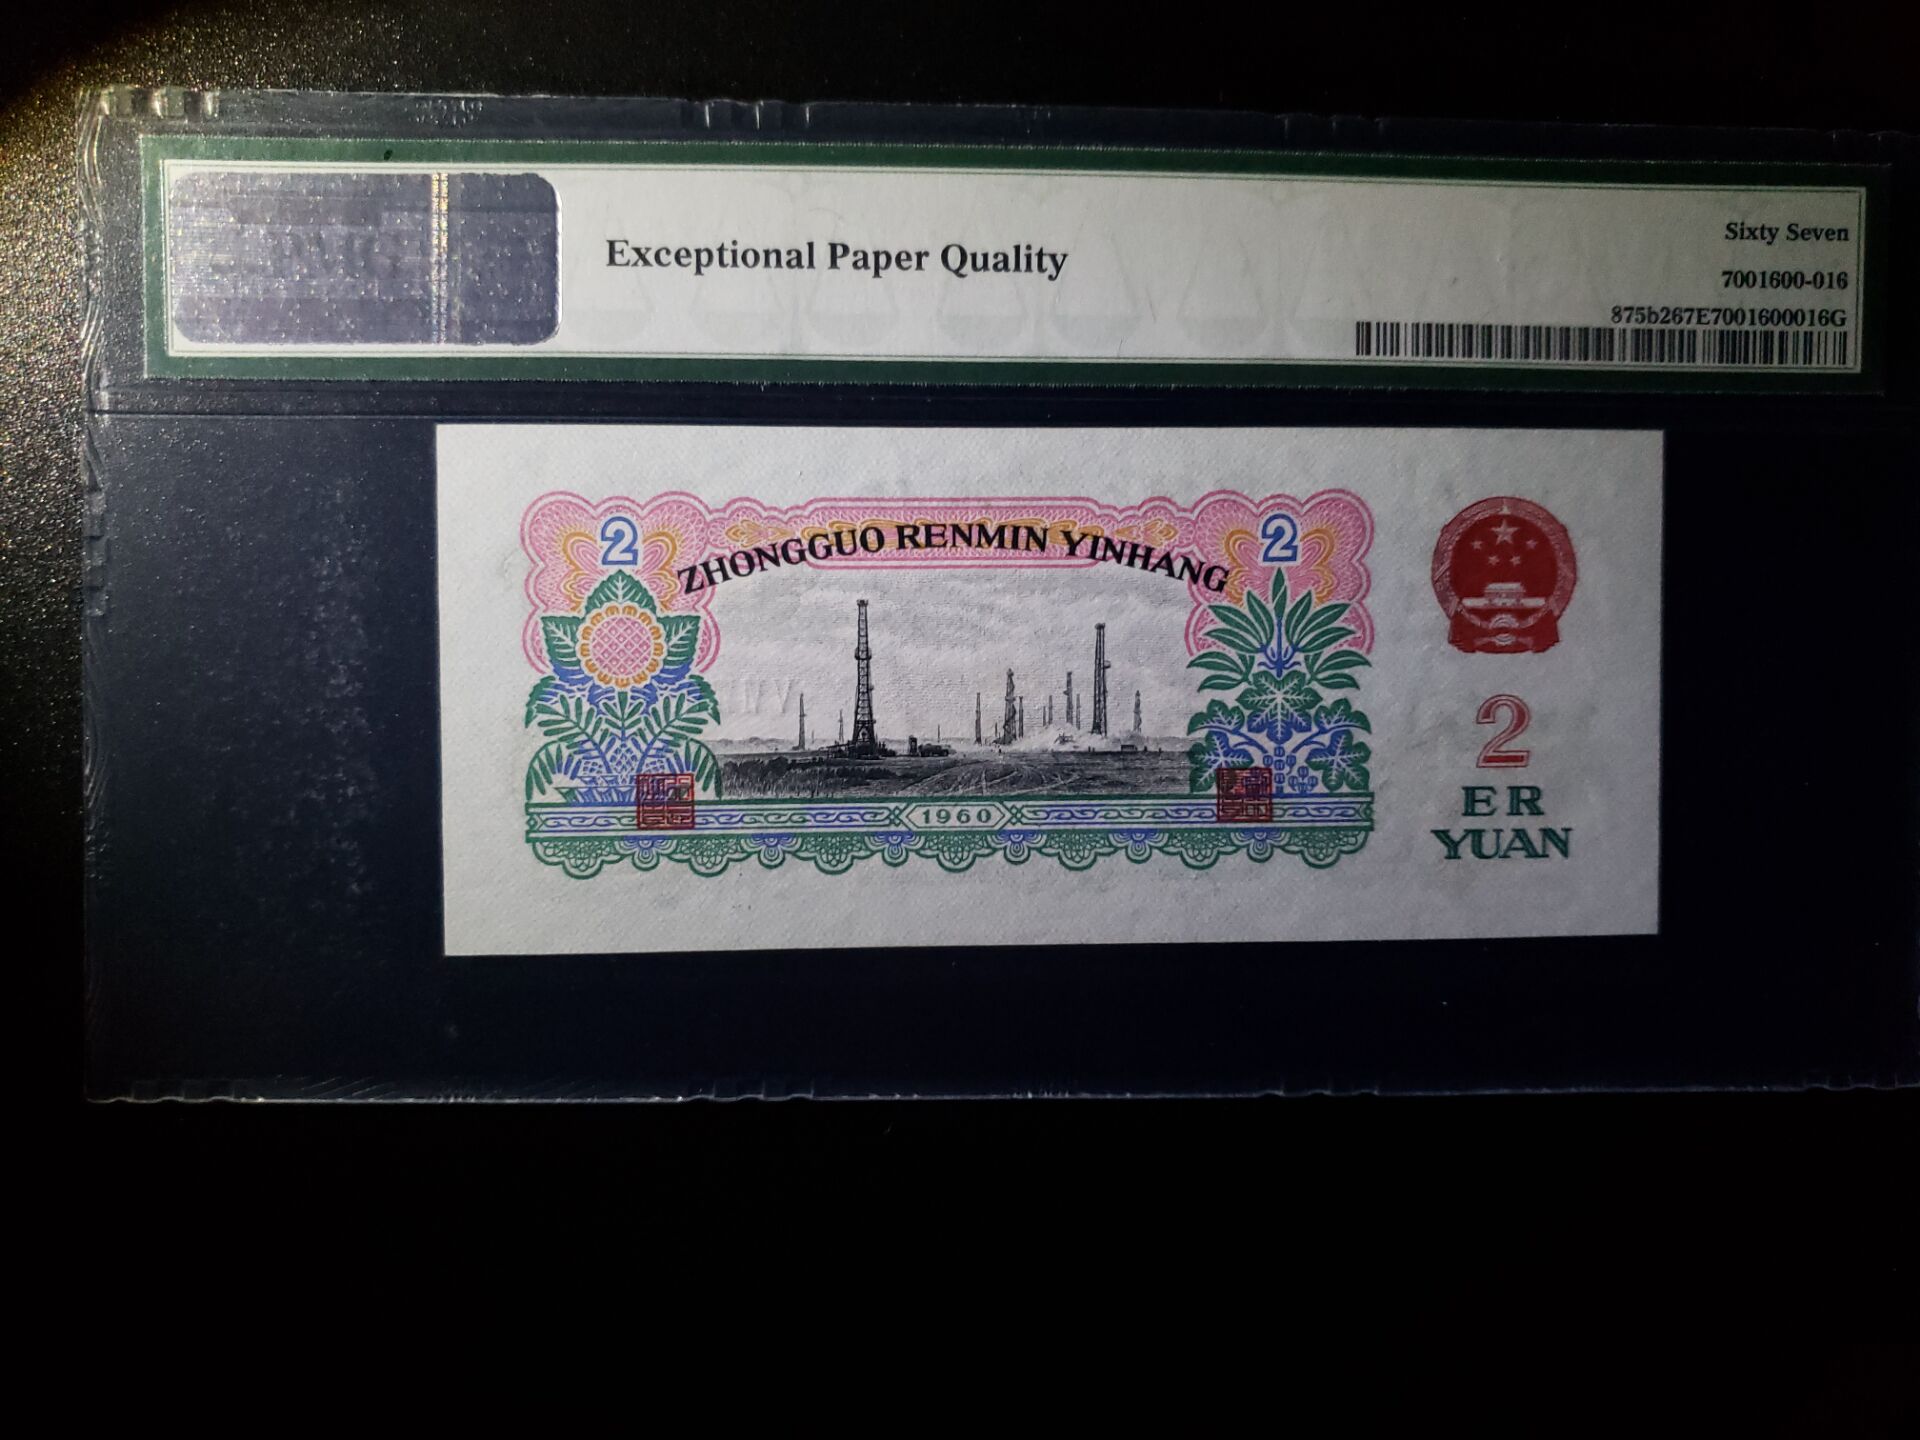 Exceptional Paper Quality
Sixty Seven
7001600-016
875b267E7001600016G
2
2
ZHONGGUO RENMIN YINHANG
1960
2
ER
YUAN